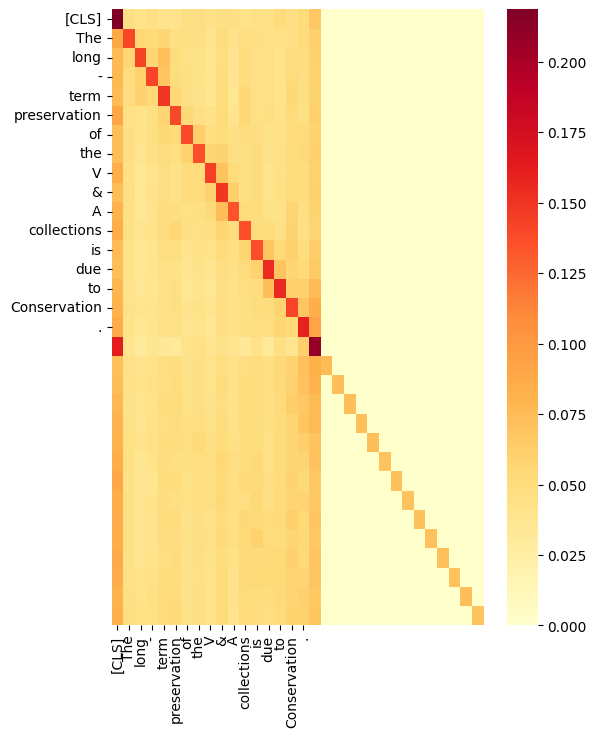 [CLS]
The
long
-
term
preservation
of
the
V
&
A
collections
is
due
to
Conservation
.
0.200
0.175
0.150
0.125
0.100
0.075
0.050
0.025
0.000
[CLS]
The
long
-
term
preservation
of
the
V
&
A
collections
is
due
to
Conservation
.